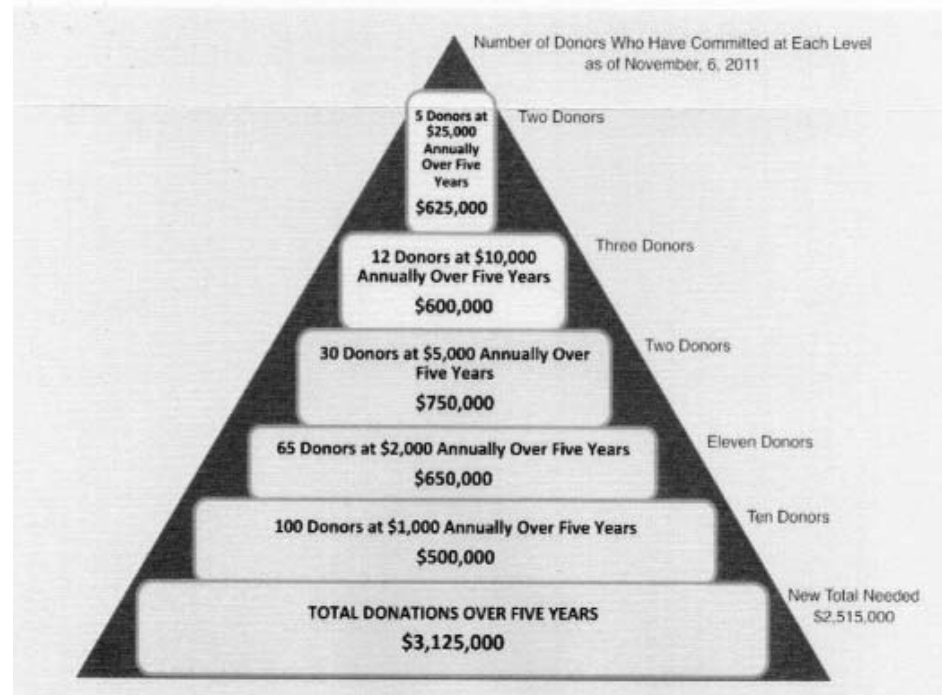 Number of Donors Who Have Committed at Each Level
as of November, 6, 2011
5 Donors at
$25,000
Annually
Over Five
Years
$625,000
Two Donors
12 Donors at $10,000
Annually Over Five Years
$600,000
Three Donors
30 Donors at $5,000 Annually Over
Five Years
$750,000
Two Donors
65 Donors at $2,000 Annually Over Five Years
$650,000
Eleven Donors
100 Donors at $1,000 Annually Over Five Years
$500,000
Ten Donors
TOTAL DONATIONS OVER FIVE YEARS
$3,125,000
New Total Needed
$2,515,000